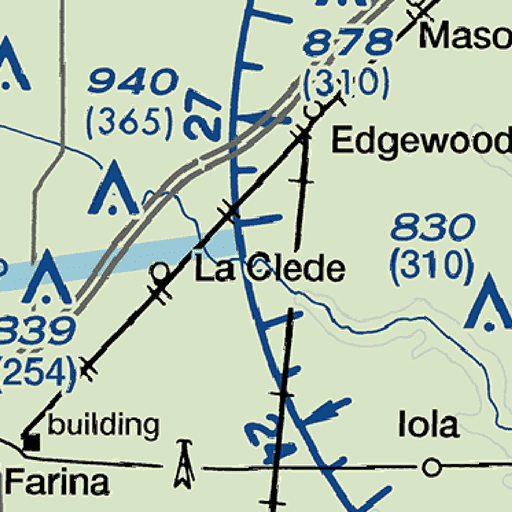 Maso
878
(310)
940
(365)
27
Edgewood
830
(310)
La Clede
839
(254)
building
Iola
Farina